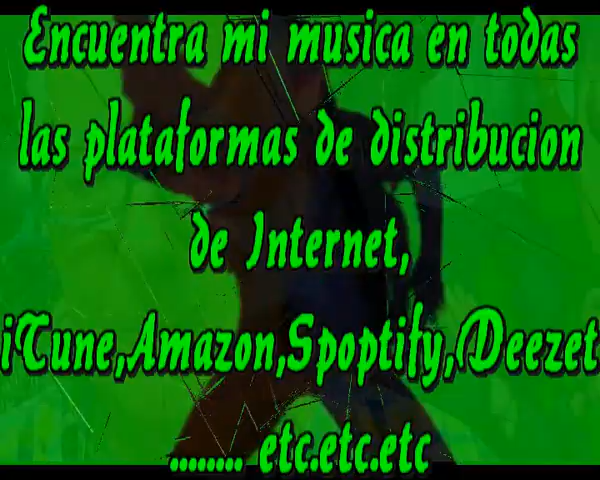 Encuentra mi musica en todas
las plataformas de distribucion
de Internet,
iTune,Amazon,Spoptify,Deezet
........ etc.etc.etc